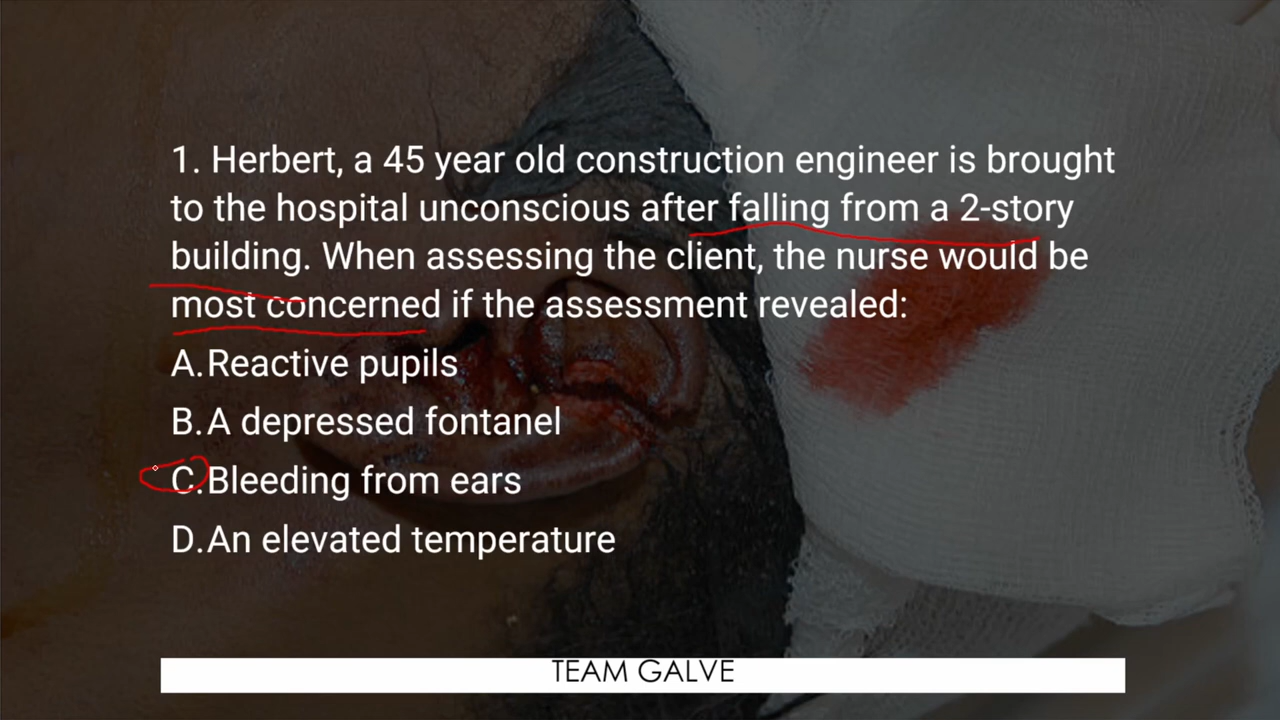 1. Herbert, a 45 year old construction engineer is brought
to the hospital unconscious after falling from a 2-story
building. When assessing the client, the nurse would be
most concerned if the assessment revealed:
A.Reactive pupils
B.A depressed fontanel
C.Bleeding from ears
D.An elevated temperature
TEAM GALVE